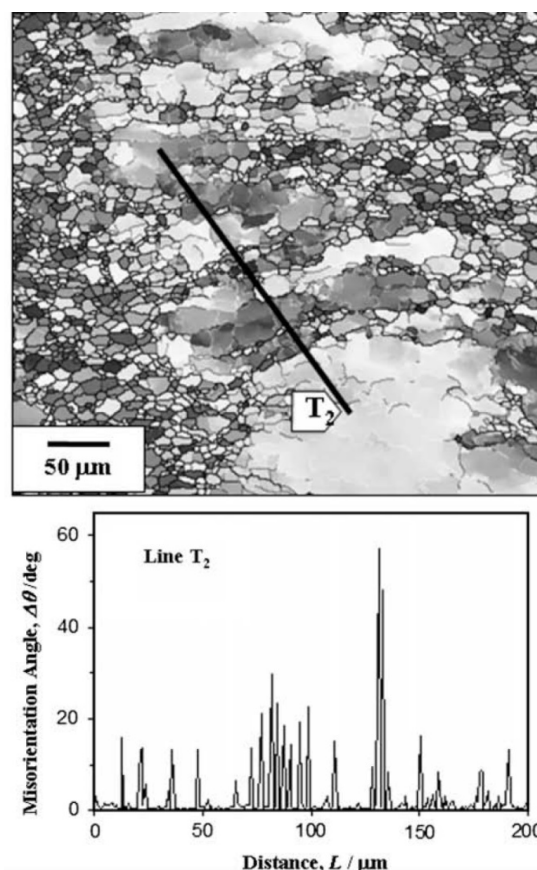 T2
50 μm
60
Line T2
40
20
0
0 50 100 150 200
Misorientation Angle, Δθ/deg
Distance, L / μm